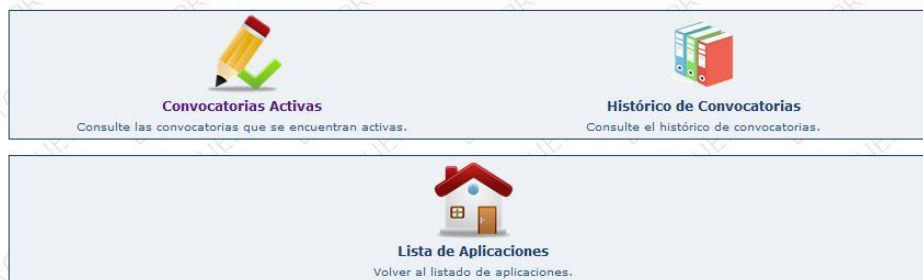 Convocatorias Activas
Consulte las convocatorias que se encuentran activas.
Histórico de Convocatorias
Consulte el histórico de convocatorias.
Lista de Aplicaciones
Volver al listado de aplicaciones.